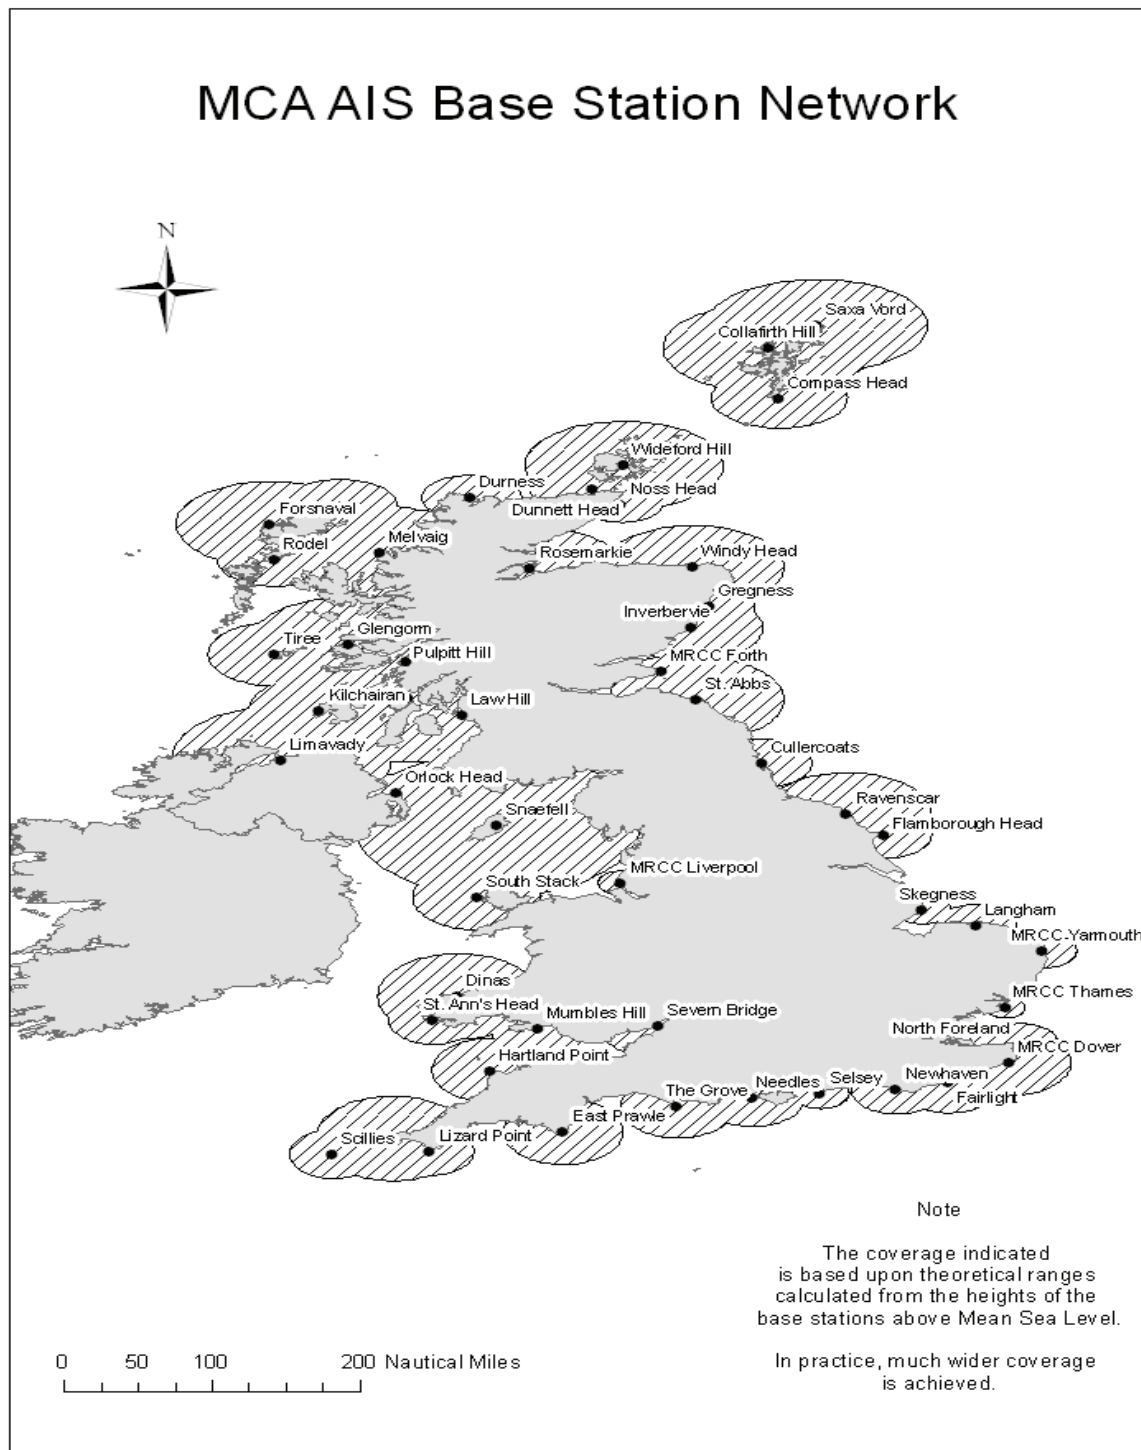 MCA AIS Base Station Network
N
Saxa Vord
Collafirth Hill
Compass Head
Wideford Hill
Durness
Noss Head
Dunnett Head
Forsnaval
Melvaig
Rodel
Rosemarkie
Windy Head
Gregness
Inverbervie
Glengorm
Tiree
Pulpitt Hill
MRCC Forth
St. Abbs
Kilchairan
Law Hill
Limavady
Cullercoats
Orlock Head
Snaefell
Ravenscar
Flamborough Head
MRCC Liverpool
South Stack
Skegness
Langham
MRCC Yarmouth
Dinas
St. Ann's Head
Mumbles Hill
Severn Bridge
MRCC Thames
North Foreland
MRCC Dover
Hartland Point
The Grove
Needles
Selsey
Newhaven
Fairlight
East Prawle
Scillies
Lizard Point
Note
The coverage indicated
is based upon theoretical ranges
calculated from the heights of the
base stations above Mean Sea Level.
In practice, much wider coverage
is achieved.
0 50 100 200 Nautical Miles